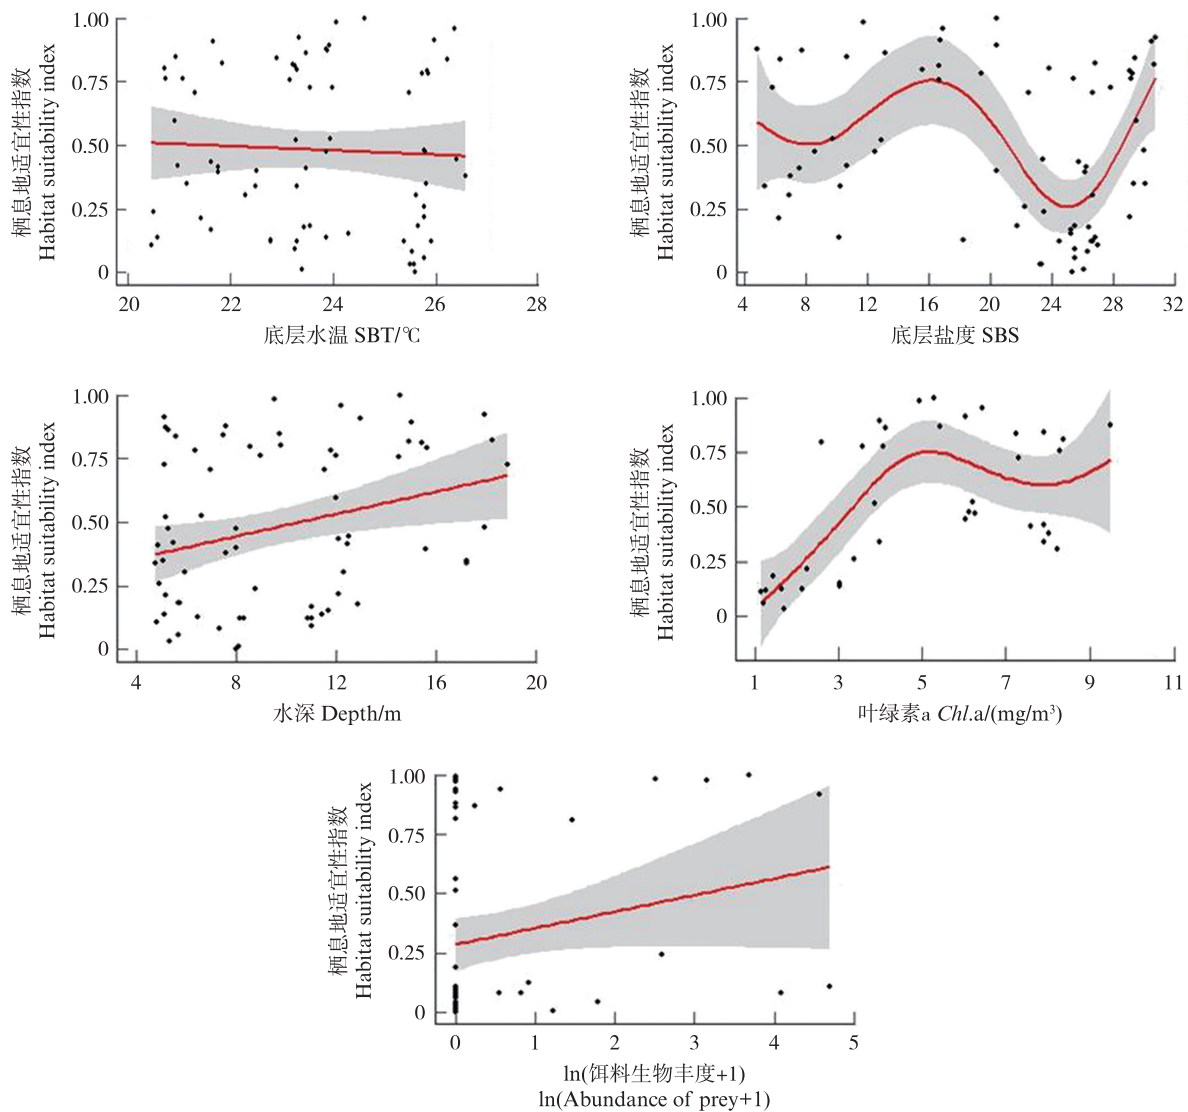 1.00
0.75
0.50
0.25
0
栖息地适宜性指数
Habitat suitability index
20 22 24 26 28
底层水温 SBT/℃
1.00
0.75
0.50
0.25
0
栖息地适宜性指数
Habitat suitability index
4 8 12 16 20 24 28 32
底层盐度 SBS
1.00
0.75
0.50
0.25
0
栖息地适宜性指数
Habitat suitability index
4 8 12 16 20
水深 Depth/m
1.00
0.75
0.50
0.25
0
栖息地适宜性指数
Habitat suitability index
1 3 5 7 9 11
叶绿素a Chl.a/(mg/m³)
1.00
0.75
0.50
0.25
0
栖息地适宜性指数
Habitat suitability index
0 1 2 3 4 5
ln(饵料生物丰度+1)
ln(Abundance of prey+1)